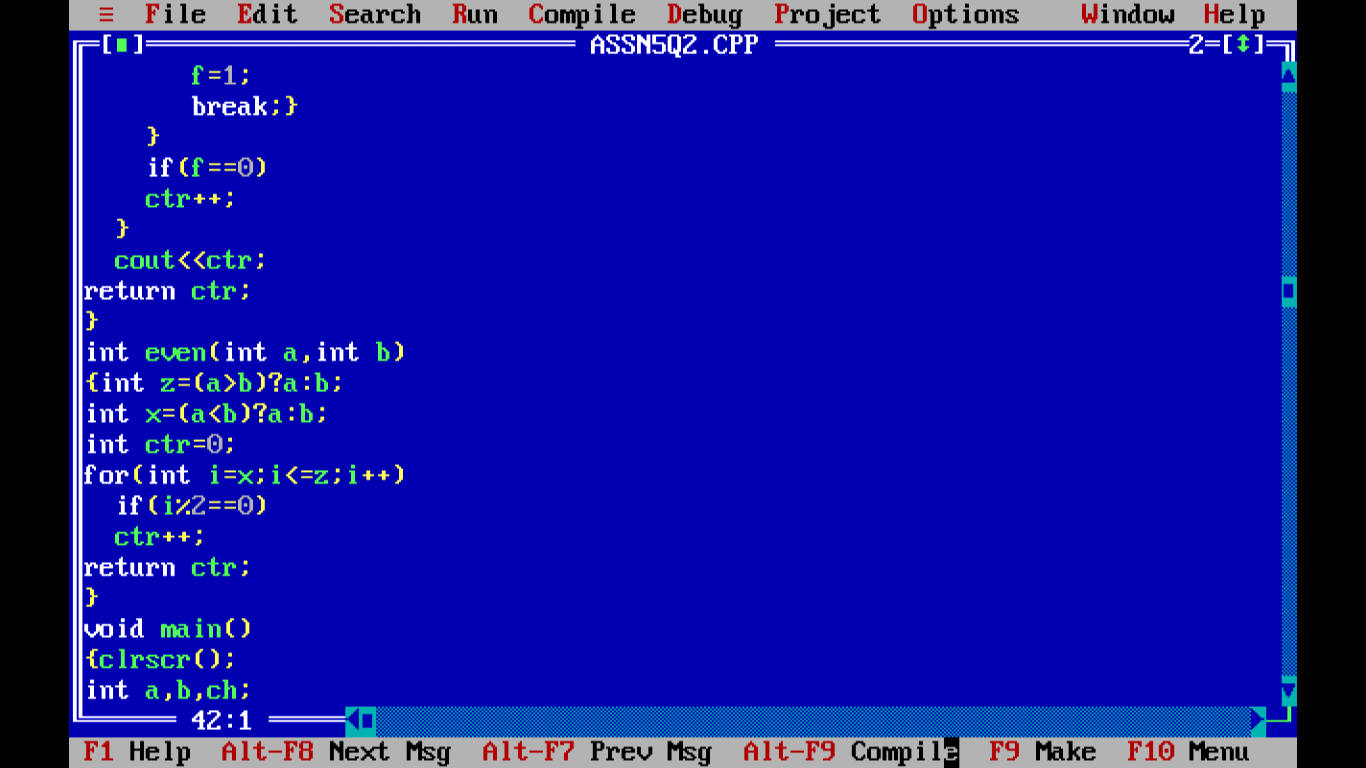 ≡ File Edit Search Run Compile Debug Project Options Window Help
[■] ASSN5Q2.CPP 2=[↕]
f=1;
break;}
}
if(f==0)
ctr++;
}
cout<<ctr;
return ctr;
}
int even(int a,int b)
{int z=(a>b)?a:b;
int x=(a<b)?a:b;
int ctr=0;
for(int i=x;i<=z;i++)
if(i%2==0)
ctr++;
return ctr;
}
void main()
{clrscr();
int a,b,ch;
42:1
F1 Help Alt-F8 Next Msg Alt-F7 Prev Msg Alt-F9 Compile F9 Make F10 Menu